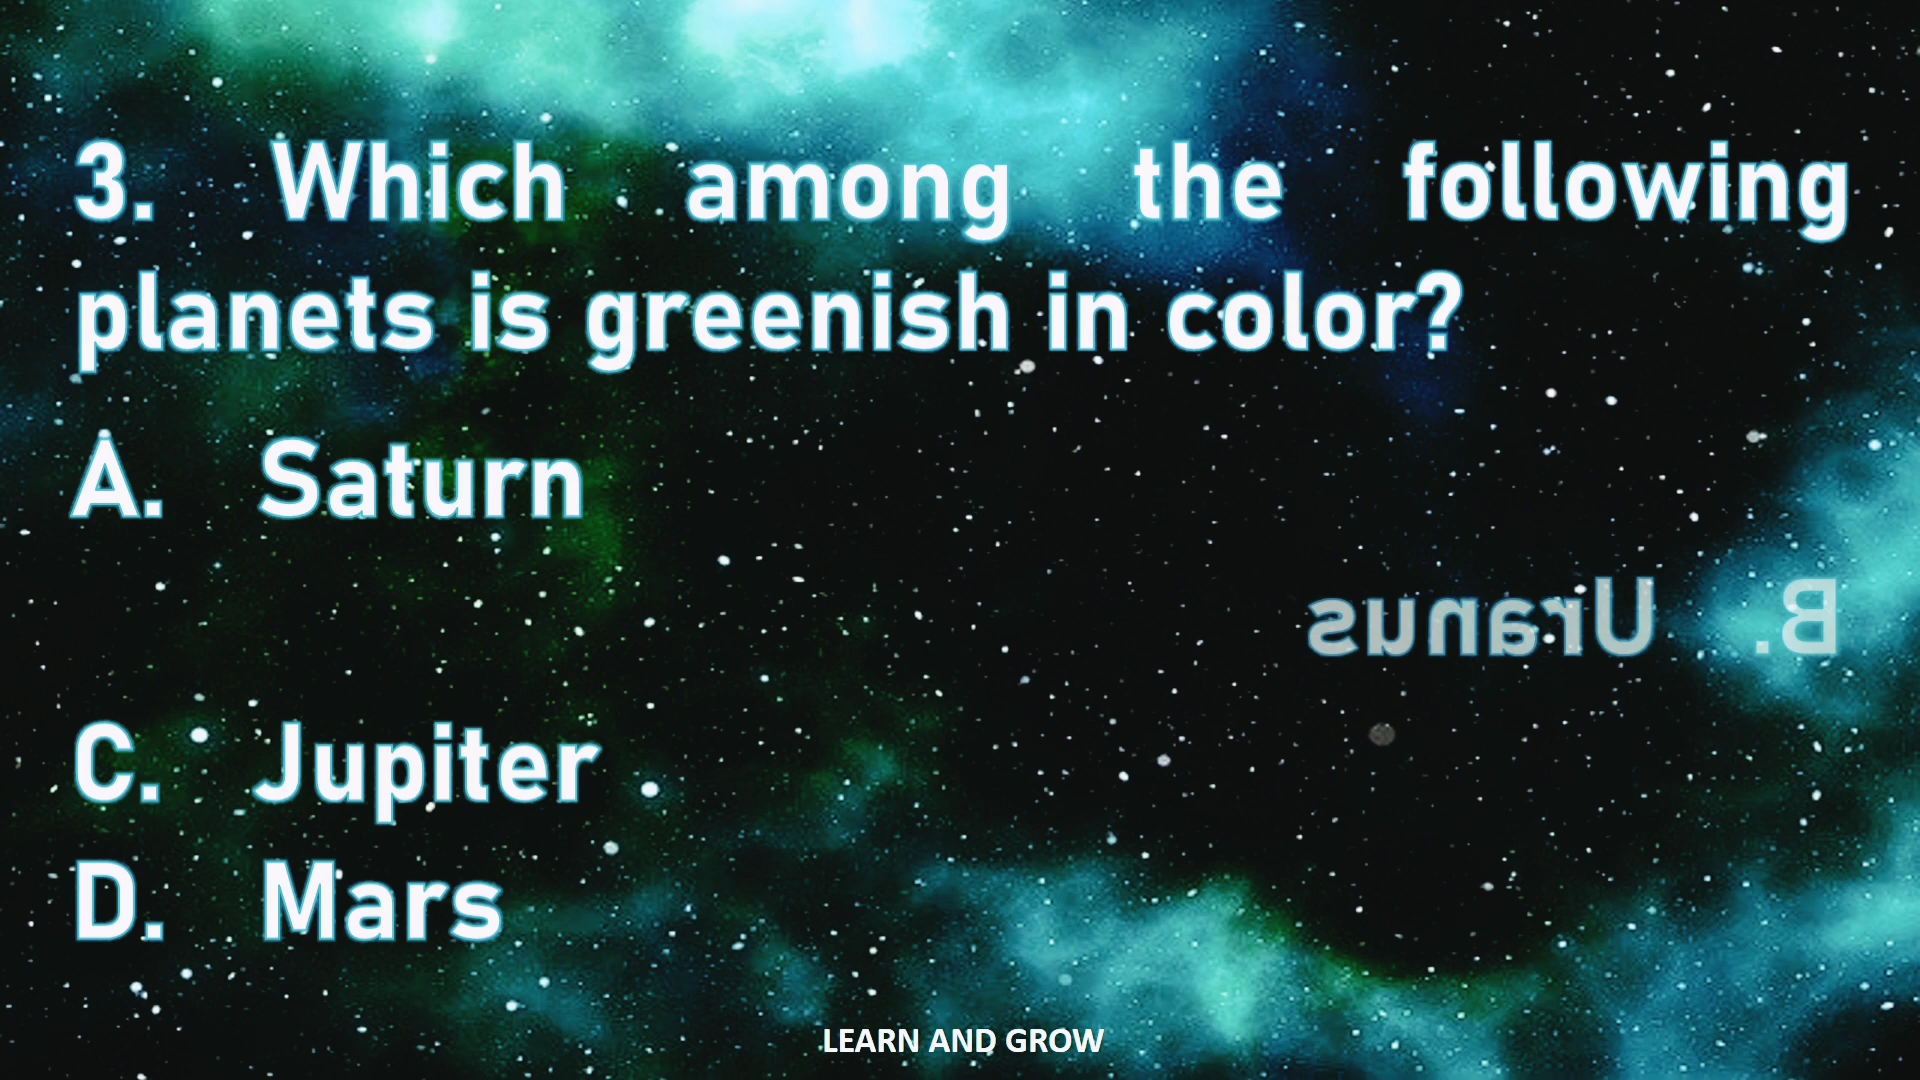 3. Which among the following
planets is greenish in color?
A. Saturn
B. Uranus
C. Jupiter
D. Mars
LEARN AND GROW